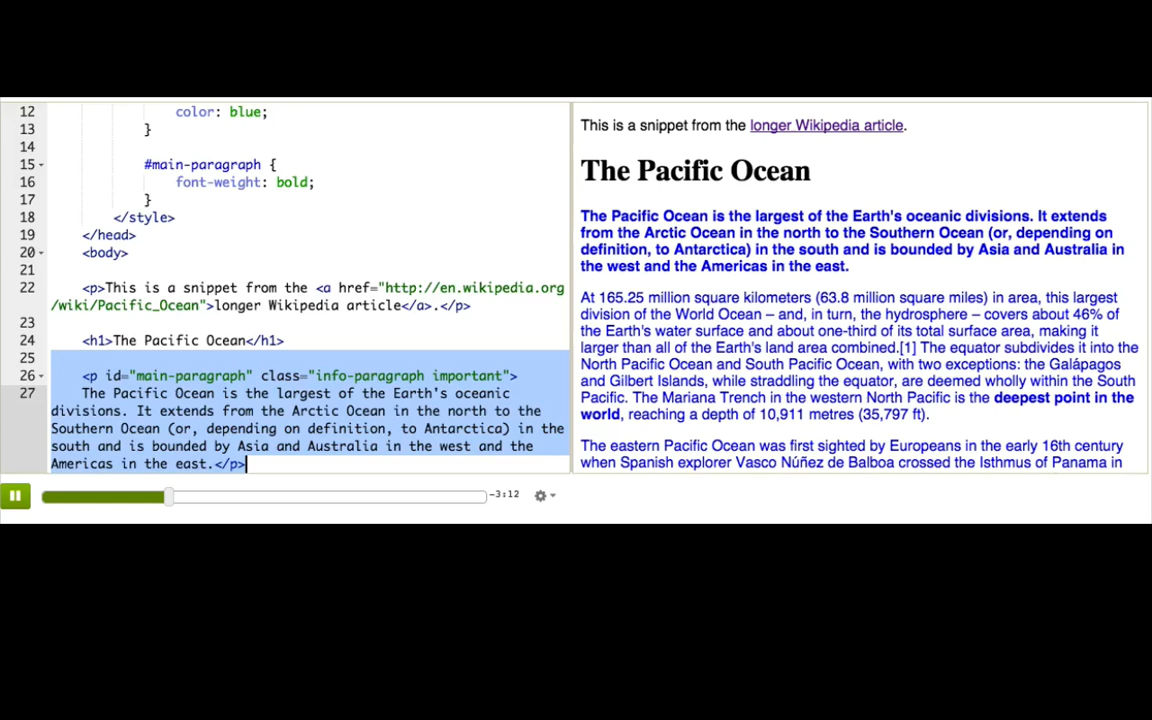 12 color: blue;
13 }
14
15 #main-paragraph {
16 font-weight: bold;
17 }
18 </style>
19 </head>
20 <body>
21
22 <p>This is a snippet from the <a href="http://en.wikipedia.org
/wiki/Pacific_Ocean">longer Wikipedia article</a>.</p>
23
24 <h1>The Pacific Ocean</h1>
25
26 <p id="main-paragraph" class="info-paragraph important">
27 The Pacific Ocean is the largest of the Earth's oceanic
divisions. It extends from the Arctic Ocean in the north to the
Southern Ocean (or, depending on definition, to Antarctica) in the
south and is bounded by Asia and Australia in the west and the
Americas in the east.</p>
-3:12
This is a snippet from the longer Wikipedia article.
The Pacific Ocean
The Pacific Ocean is the largest of the Earth's oceanic divisions. It extends
from the Arctic Ocean in the north to the Southern Ocean (or, depending on
definition, to Antarctica) in the south and is bounded by Asia and Australia in
the west and the Americas in the east.
At 165.25 million square kilometers (63.8 million square miles) in area, this largest
division of the World Ocean – and, in turn, the hydrosphere – covers about 46% of
the Earth's water surface and about one-third of its total surface area, making it
larger than all of the Earth's land area combined.[1] The equator subdivides it into the
North Pacific Ocean and South Pacific Ocean, with two exceptions: the Galápagos
and Gilbert Islands, while straddling the equator, are deemed wholly within the South
Pacific. The Mariana Trench in the western North Pacific is the deepest point in the
world, reaching a depth of 10,911 metres (35,797 ft).
The eastern Pacific Ocean was first sighted by Europeans in the early 16th century
when Spanish explorer Vasco Núñez de Balboa crossed the Isthmus of Panama in